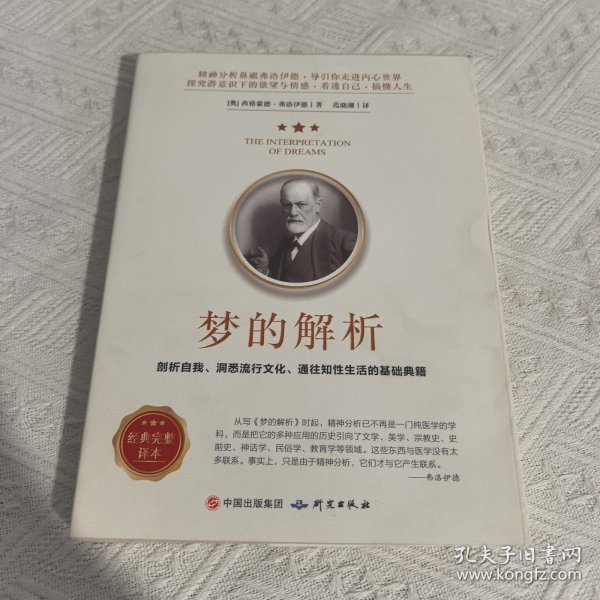 精神分析鼻祖弗洛伊德·导引你走进内心世界
探究潜意识下的欲望与情感·看透自己,搞懂人生
[奥] 西格蒙德·弗洛伊德 | 著 范晓潮 | 译
THE INTERPRETATION
OF DREAMS
梦的解析
剖析自我、洞悉流行文化、通往知性生活的基础典籍
经典完整
译本
从写《梦的解析》时起,精神分析已不再是一门纯医学的学
科,而是把它的多种应用的历史引向了文学、美学、宗教史、史
前史、神话学、民俗学、教育学等领域。这些东西与医学没有太
多联系。事实上,只是由于精神分析,它们才与它产生联系。
——弗洛伊德
中国出版集团 研究出版社
孔夫子旧书网
www.kongfz.com